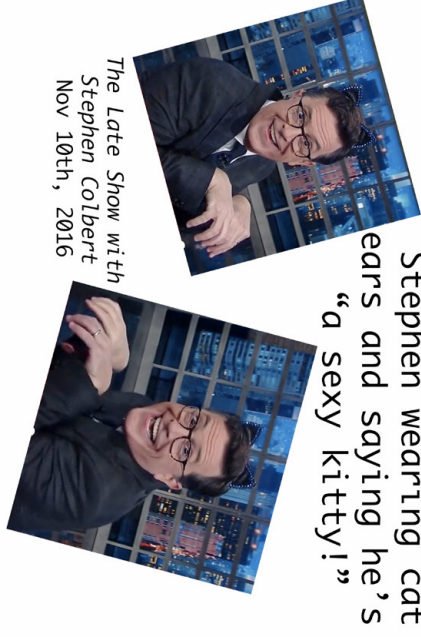 Stephen wearing cat
ears and saying he's
“a sexy kitty!”
The Late Show with
Stephen Colbert
Nov 10th, 2016